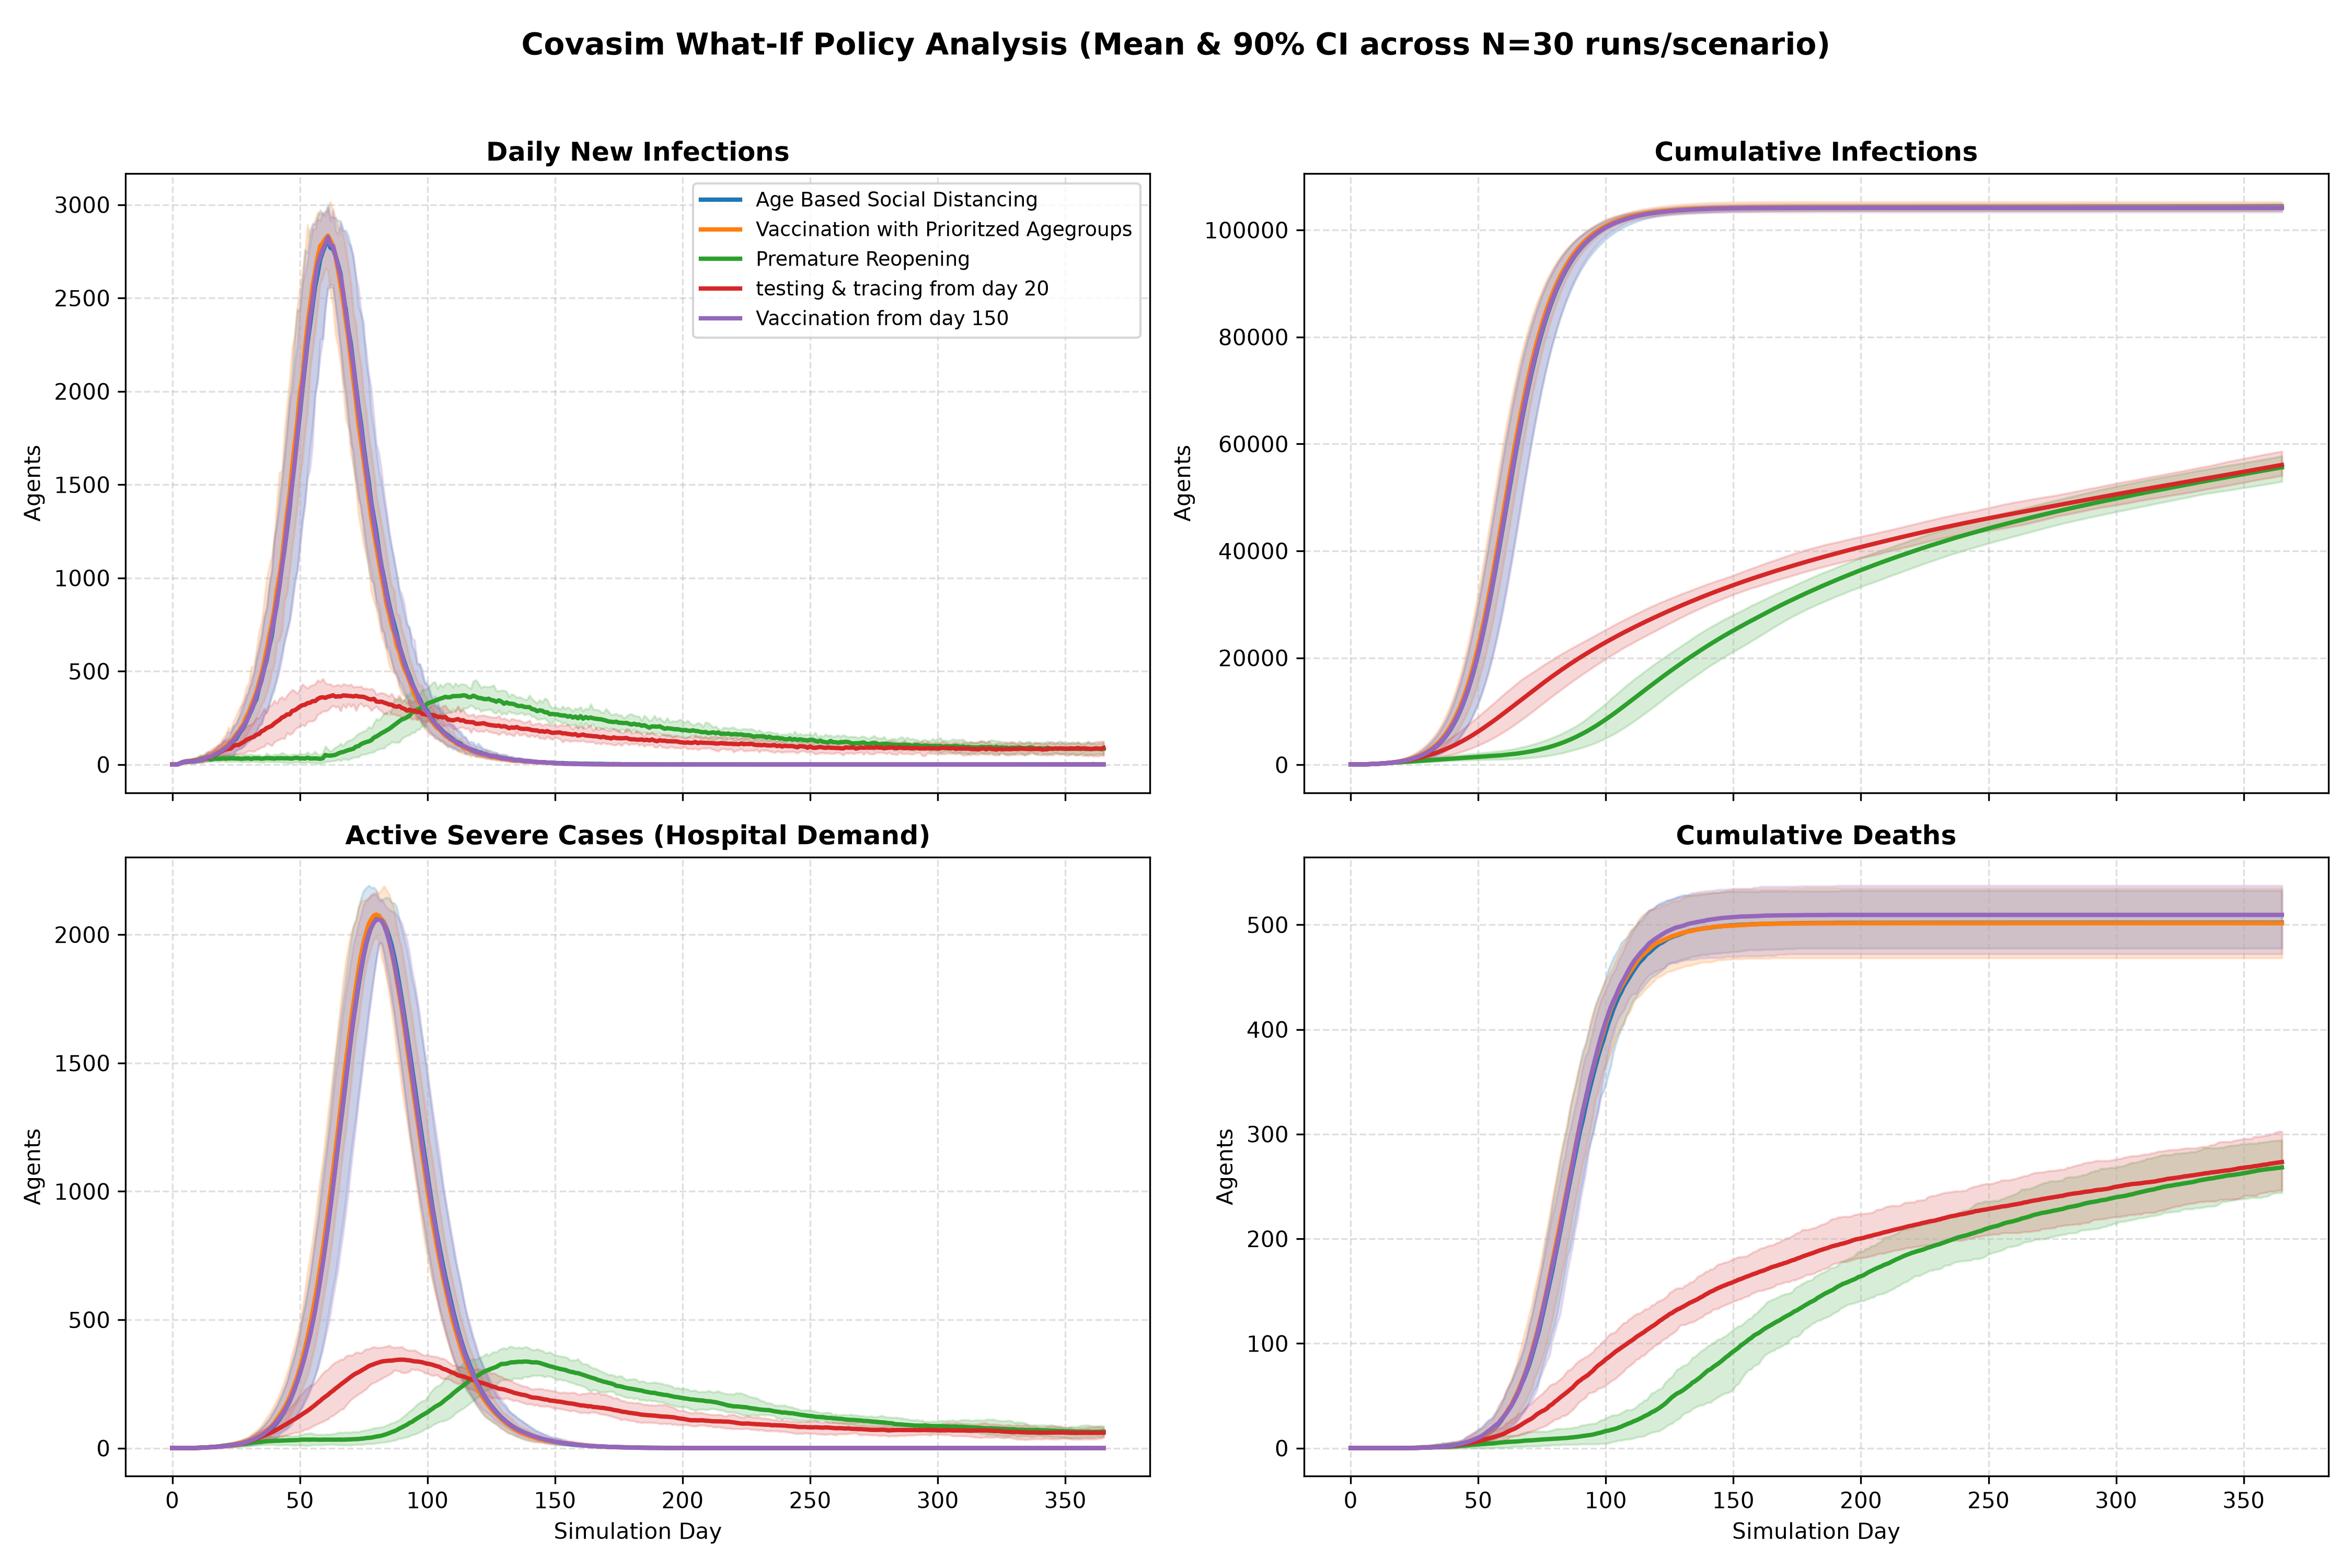 Covasim What-If Policy Analysis (Mean & 90% CI across N=30 runs/scenario)
Daily New Infections
Agents
3000
2500
2000
1500
1000
500
0
Age Based Social Distancing
Vaccination with Prioritzed Agegroups
Premature Reopening
testing & tracing from day 20
Vaccination from day 150
Cumulative Infections
Agents
100000
80000
60000
40000
20000
0
Active Severe Cases (Hospital Demand)
Agents
2000
1500
1000
500
0
0 50 100 150 200 250 300 350
Simulation Day
Cumulative Deaths
Agents
500
400
300
200
100
0
0 50 100 150 200 250 300 350
Simulation Day